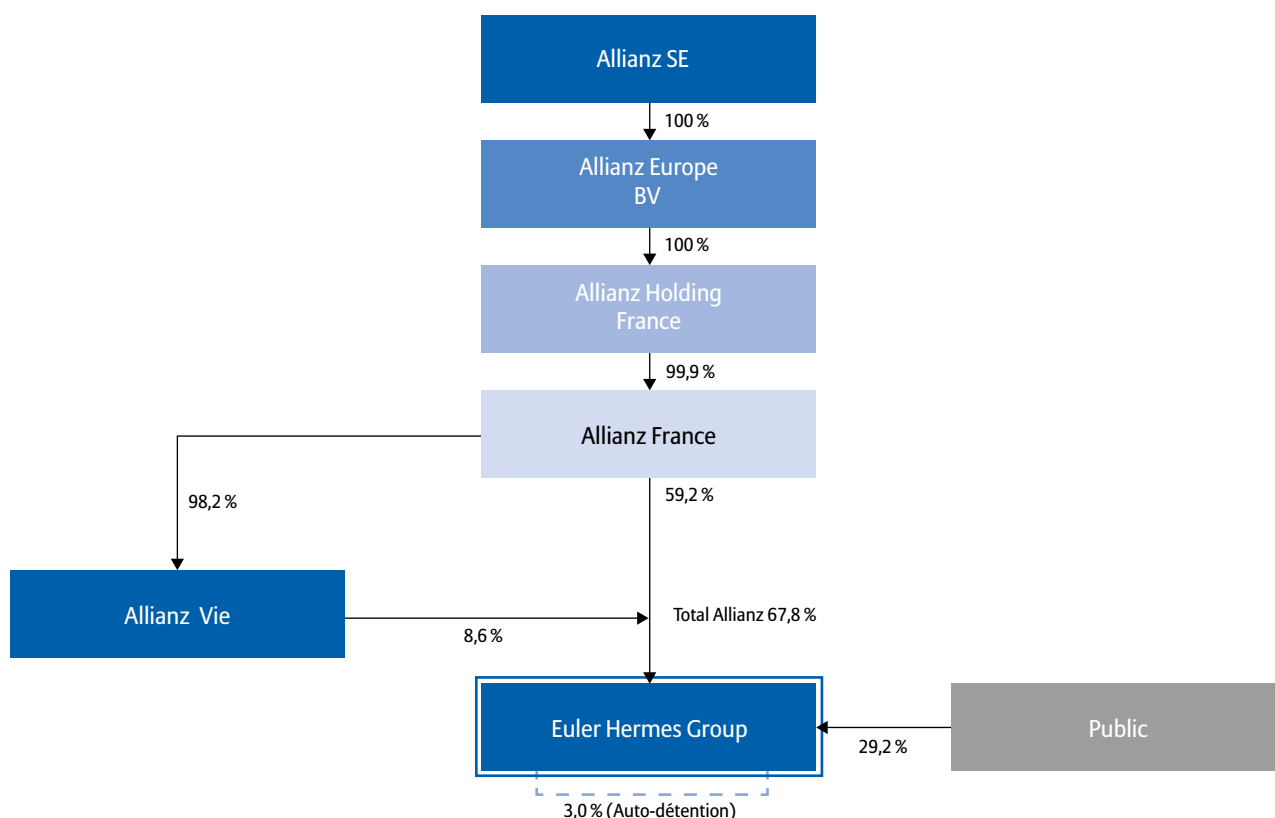 Allianz SE
100 %
Allianz Europe
BV
100 %
Allianz Holding
France
99,9 %
Allianz France
98,2 %
59,2 %
Allianz Vie
8,6 %
Total Allianz 67,8 %
Euler Hermes Group
29,2 %
Public
3,0 % (Auto-détention)